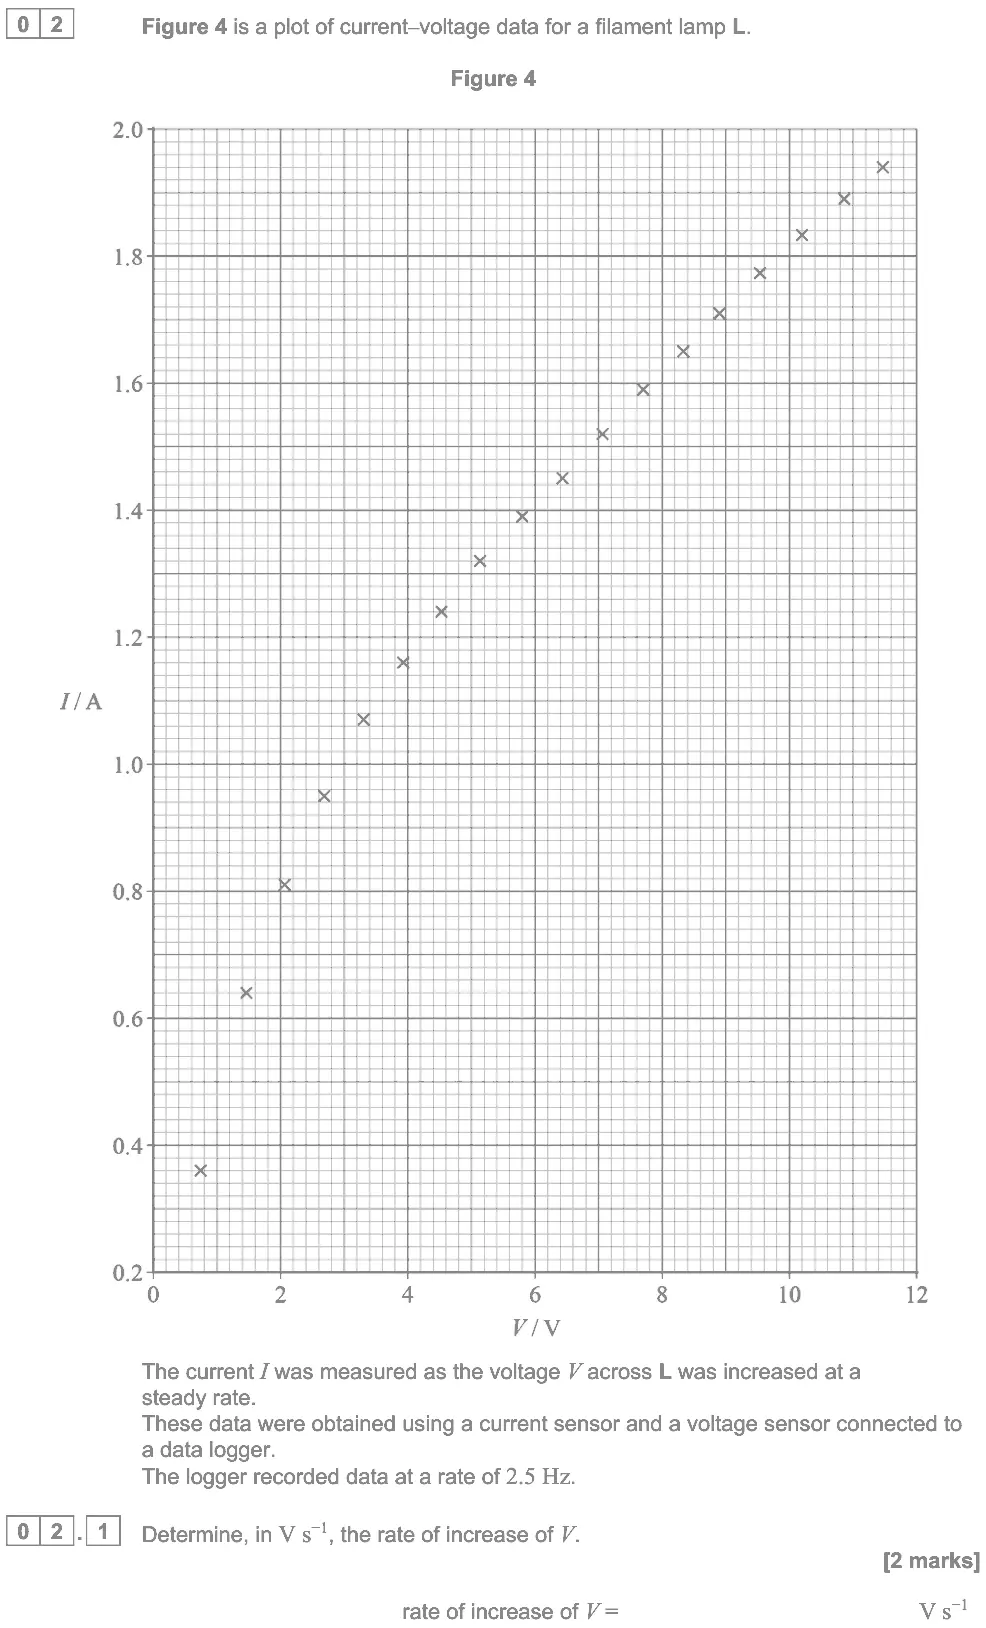 0 2 Figure 4 is a plot of current–voltage data for a filament lamp L.
Figure 4
2.0
1.8
1.6
1.4
1.2
I / A
1.0
0.8
0.6
0.4
0.2
0 2 4 6 8 10 12
V / V
The current I was measured as the voltage V across L was increased at a
steady rate.
These data were obtained using a current sensor and a voltage sensor connected to
a data logger.
The logger recorded data at a rate of 2.5 Hz.
0 2 . 1 Determine, in V s⁻¹, the rate of increase of V.
[2 marks]
rate of increase of V = V s⁻¹